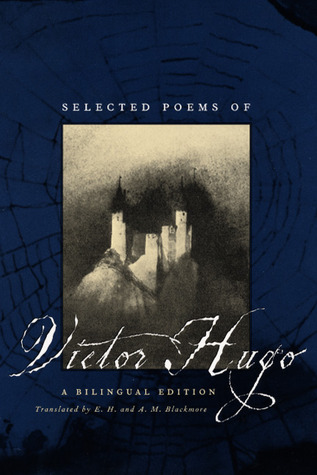 SELECTED POEMS OF
Victor Hugo
A BILINGUAL EDITION
Translated by E. H. and A. M. Blackmore